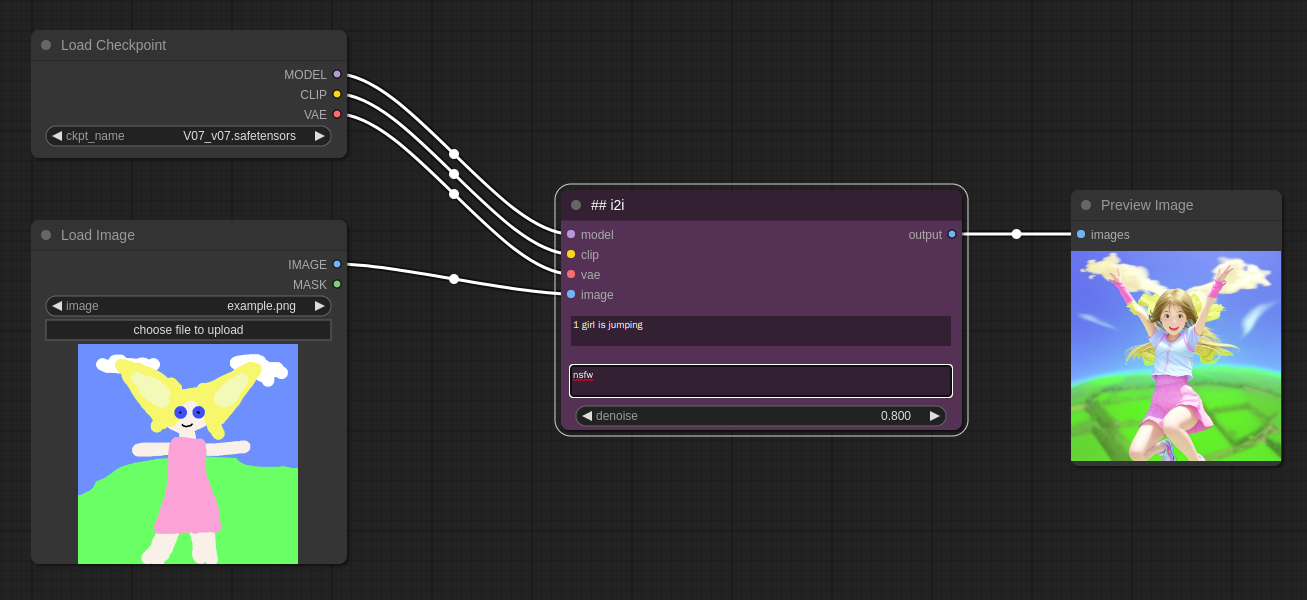 Load Checkpoint
MODEL
CLIP
VAE
ckpt_name V07_v07.safetensors
Load Image
IMAGE
MASK
image example.png
choose file to upload
## i2i
model output
clip
vae
image
1 girl is jumping
nsfw
denoise 0.800
Preview Image
images